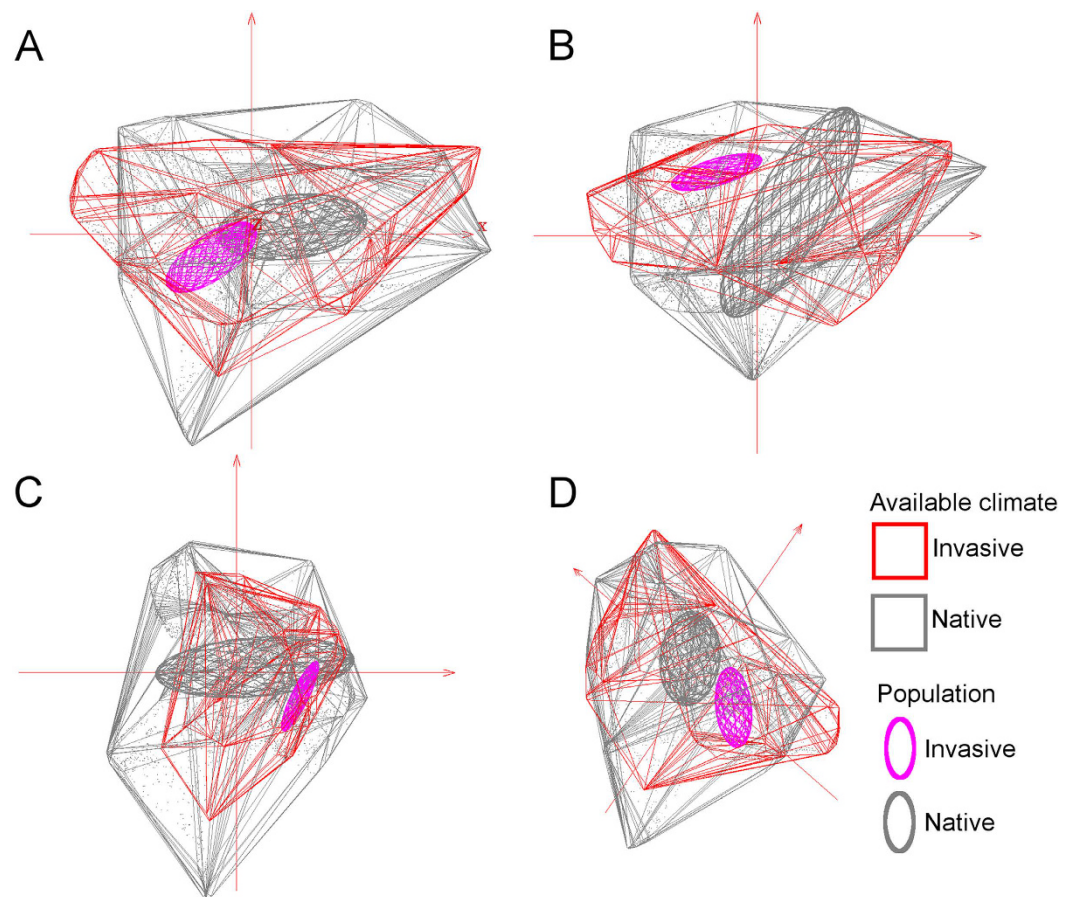 A
B
z
x
C
D
Available climate
Invasive
Native
Population
Invasive
Native